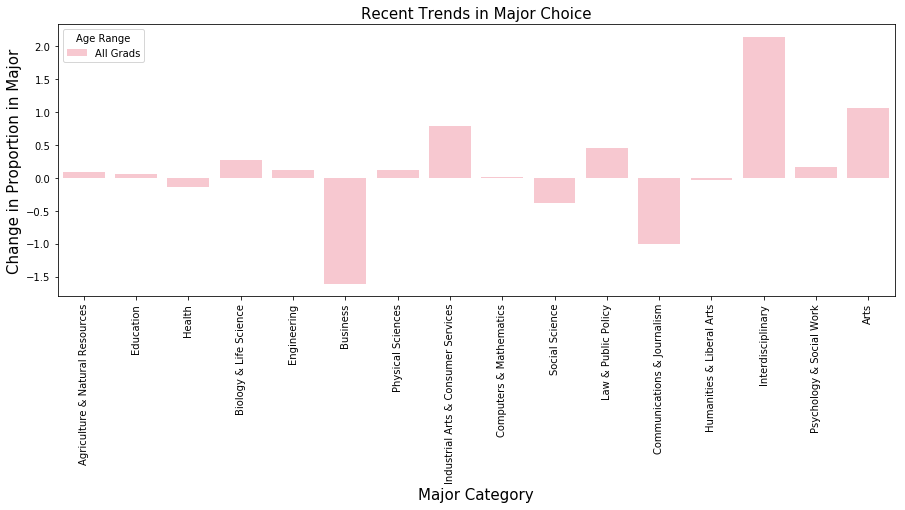 Recent Trends in Major Choice
Age Range
All Grads
Change in Proportion in Major
2.0
1.5
1.0
0.5
0.0
−0.5
−1.0
−1.5
Agriculture & Natural Resources
Education
Health
Biology & Life Science
Engineering
Business
Physical Sciences
Industrial Arts & Consumer Services
Computers & Mathematics
Social Science
Law & Public Policy
Communications & Journalism
Humanities & Liberal Arts
Interdisciplinary
Psychology & Social Work
Arts
Major Category